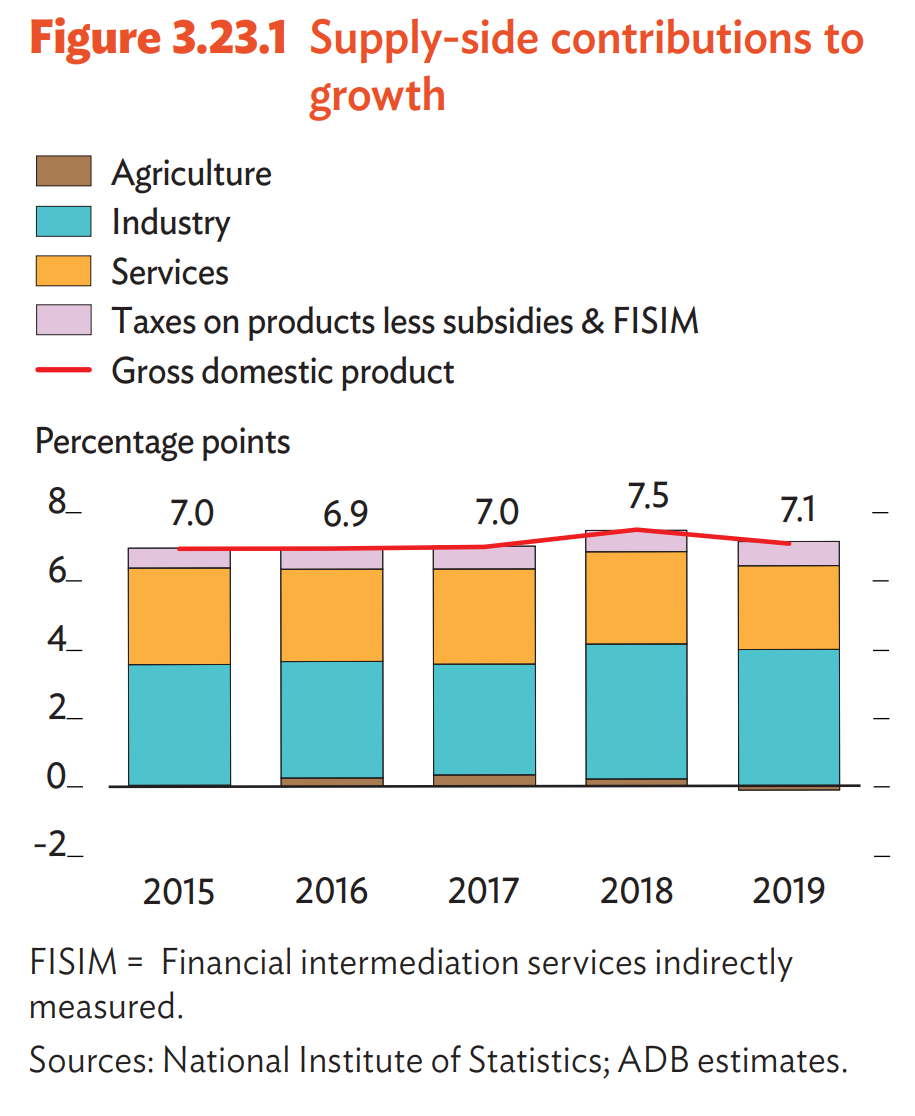 Figure 3.23.1 Supply-side contributions to
growth
Agriculture
Industry
Services
Taxes on products less subsidies & FISIM
Gross domestic product
Percentage points
8
7.0 6.9 7.0 7.5 7.1
6
4
2
0
-2
2015 2016 2017 2018 2019
FISIM = Financial intermediation services indirectly
measured.
Sources: National Institute of Statistics; ADB estimates.